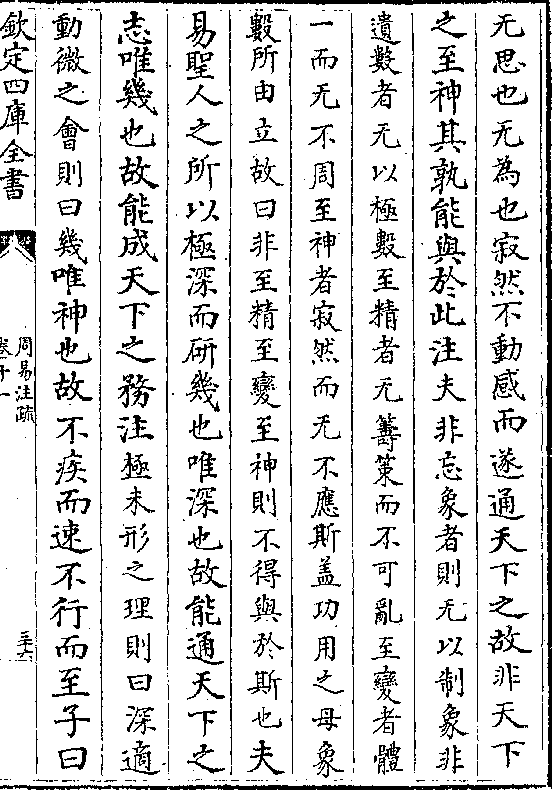 无思也无為也寂然不動感而遂通天下之故非天下
之至神其孰能與於此注夫非忘象者則无以制象非
遺數者无以極數至精者无籌策而不可亂至變者體
一而无不周至神者寂然而无不應斯盖功用之母象
數所由立故曰非至精至變至神則不得與於斯也夫
易聖人之所以極深而研幾也唯深也故能通天下之
志唯幾也故能成天下之務注極未形之理則曰深適
動微之會則曰幾唯神也故不疾而速不行而至子曰
欽定四庫全書
周易注疏
卷十一
三十六